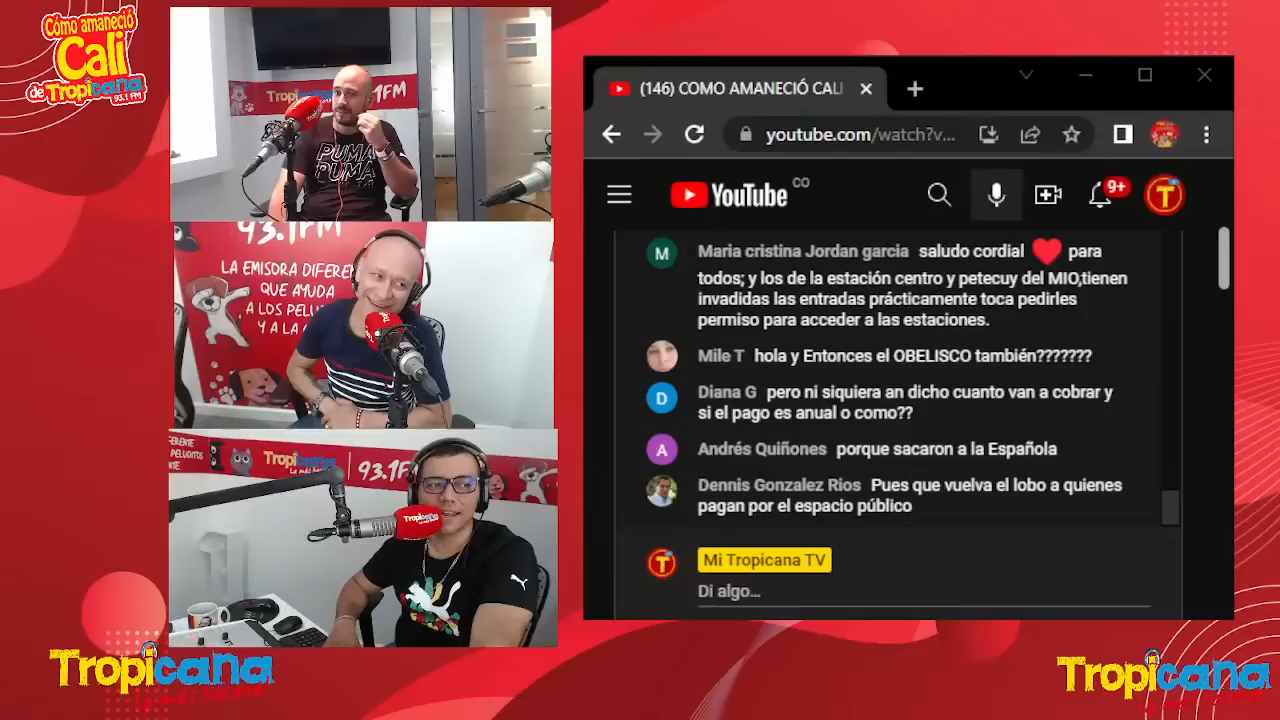 Cómo amaneció
Cali
de Tropicana
93.1 FM
Tropicana
FM
PUMA
PUMA
93.1FM
LA EMISORA DIFERE
QUE AYUDA
A LOS PELU
Y A LA
FERENTE
PELUDITOS
Tropicana
93.1F
Tropicana
Tropicana
(146) COMO AMANECIÓ CALI
youtube.com/watch?v...
YouTube CO
9+
T
M
Maria cristina Jordan garcia saludo cordial ❤ para
todos; y los de la estación centro y petecuy del MIO,tienen
invadidas las entradas prácticamente toca pedirles
permiso para acceder a las estaciones.
Mile T hola y Entonces el OBELISCO también???????
D
Diana G pero ni siquiera an dicho cuanto van a cobrar y
si el pago es anual o como??
A
Andrés Quiñones porque sacaron a la Española
Dennis Gonzalez Rios Pues que vuelva el lobo a quienes
pagan por el espacio público
T
Mi Tropicana TV
Di algo...
Tropicana